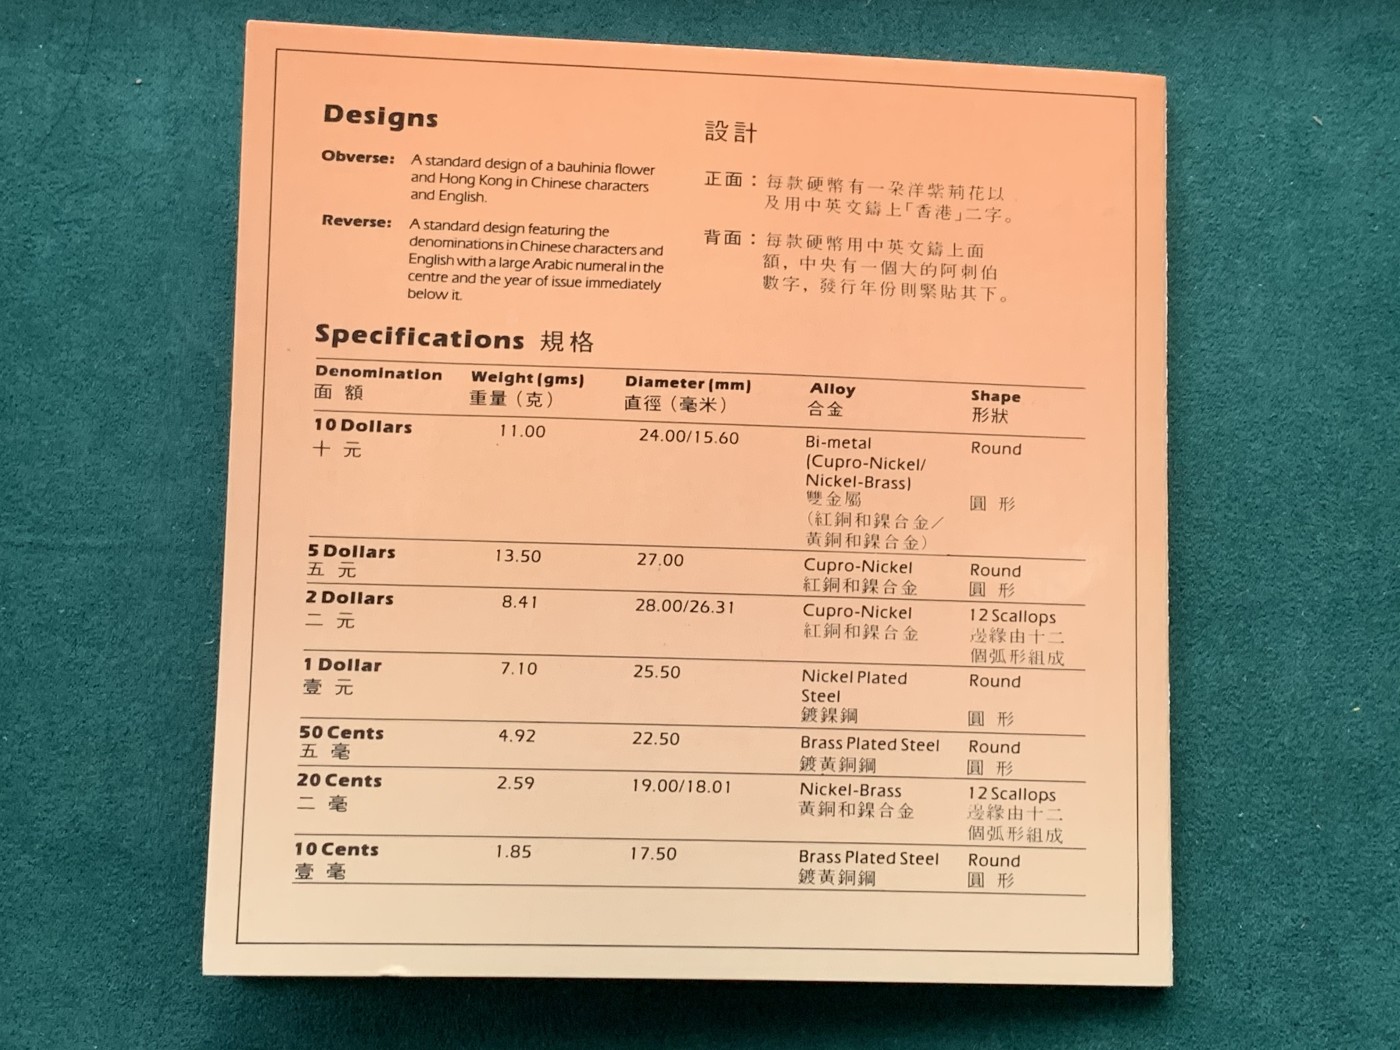 Designs
Obverse: A standard design of a bauhinia flower
and Hong Kong in Chinese characters
and English.
Reverse: A standard design featuring the
denominations in Chinese characters and
English with a large Arabic numeral in the
centre and the year of issue immediately
below it.
設計
正面：每款硬幣有一朶洋紫荊花以
及用中英文鑄上「香港」二字。
背面：每款硬幣用中英文鑄上面
額，中央有一個大的阿刺伯
數字，發行年份則緊貼其下。
Specifications 規格
Denomination Weight (gms) Diameter (mm) Alloy Shape
面 額 重量（克） 直徑（毫米） 合金 形狀
10 Dollars 11.00 24.00/15.60 Bi-metal Round
十 元 (Cupro-Nickel/
Nickel-Brass)
雙金屬 圓 形
（紅銅和鎳合金／
黃銅和鎳合金）
5 Dollars 13.50 27.00 Cupro-Nickel Round
五 元 紅銅和鎳合金 圓 形
2 Dollars 8.41 28.00/26.31 Cupro-Nickel 12 Scallops
二 元 紅銅和鎳合金 邊緣由十二
個弧形組成
1 Dollar 7.10 25.50 Nickel Plated Round
壹 元 Steel
鍍鎳鋼 圓 形
50 Cents 4.92 22.50 Brass Plated Steel Round
五 毫 鍍黃銅鋼 圓 形
20 Cents 2.59 19.00/18.01 Nickel-Brass 12 Scallops
二 毫 黃銅和鎳合金 邊緣由十二
個弧形組成
10 Cents 1.85 17.50 Brass Plated Steel Round
壹 毫 鍍黃銅鋼 圓 形